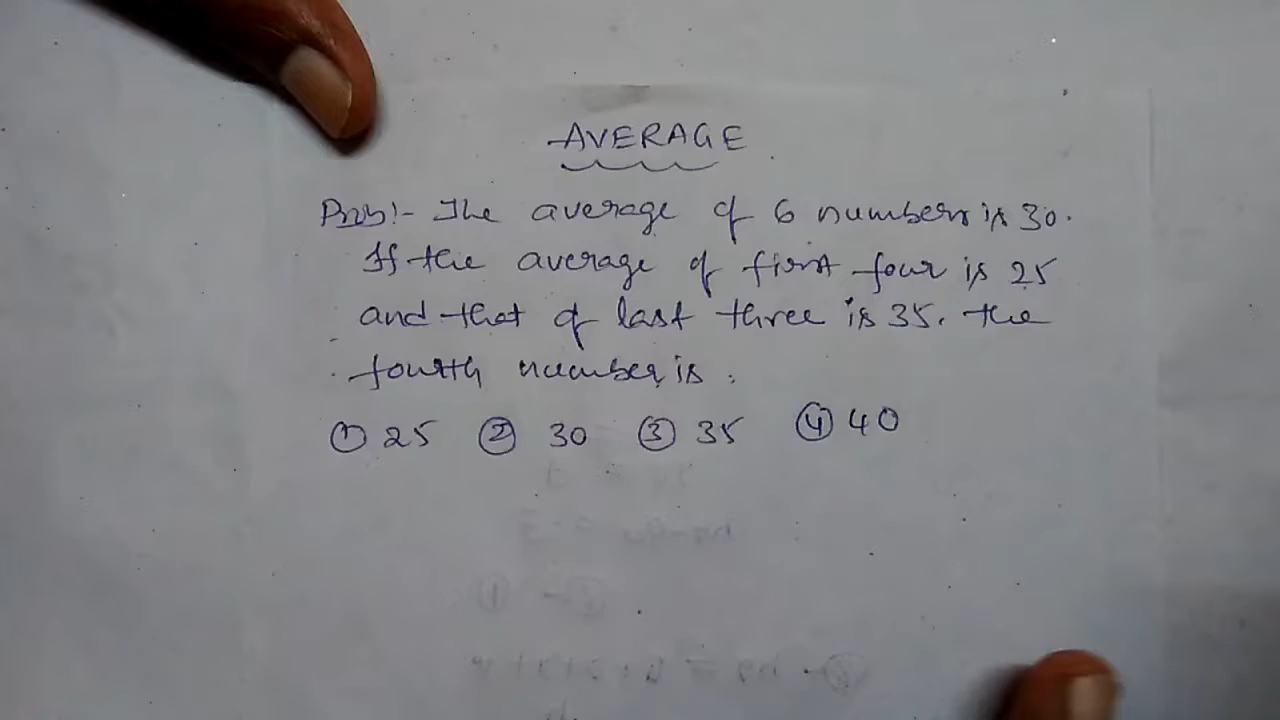 AVERAGE
Prob:- The average of 6 numbers is 30.
If the average of first four is 25
and that of last three is 35. the
fourth number is :
① 25 ② 30 ③ 35 ④ 40